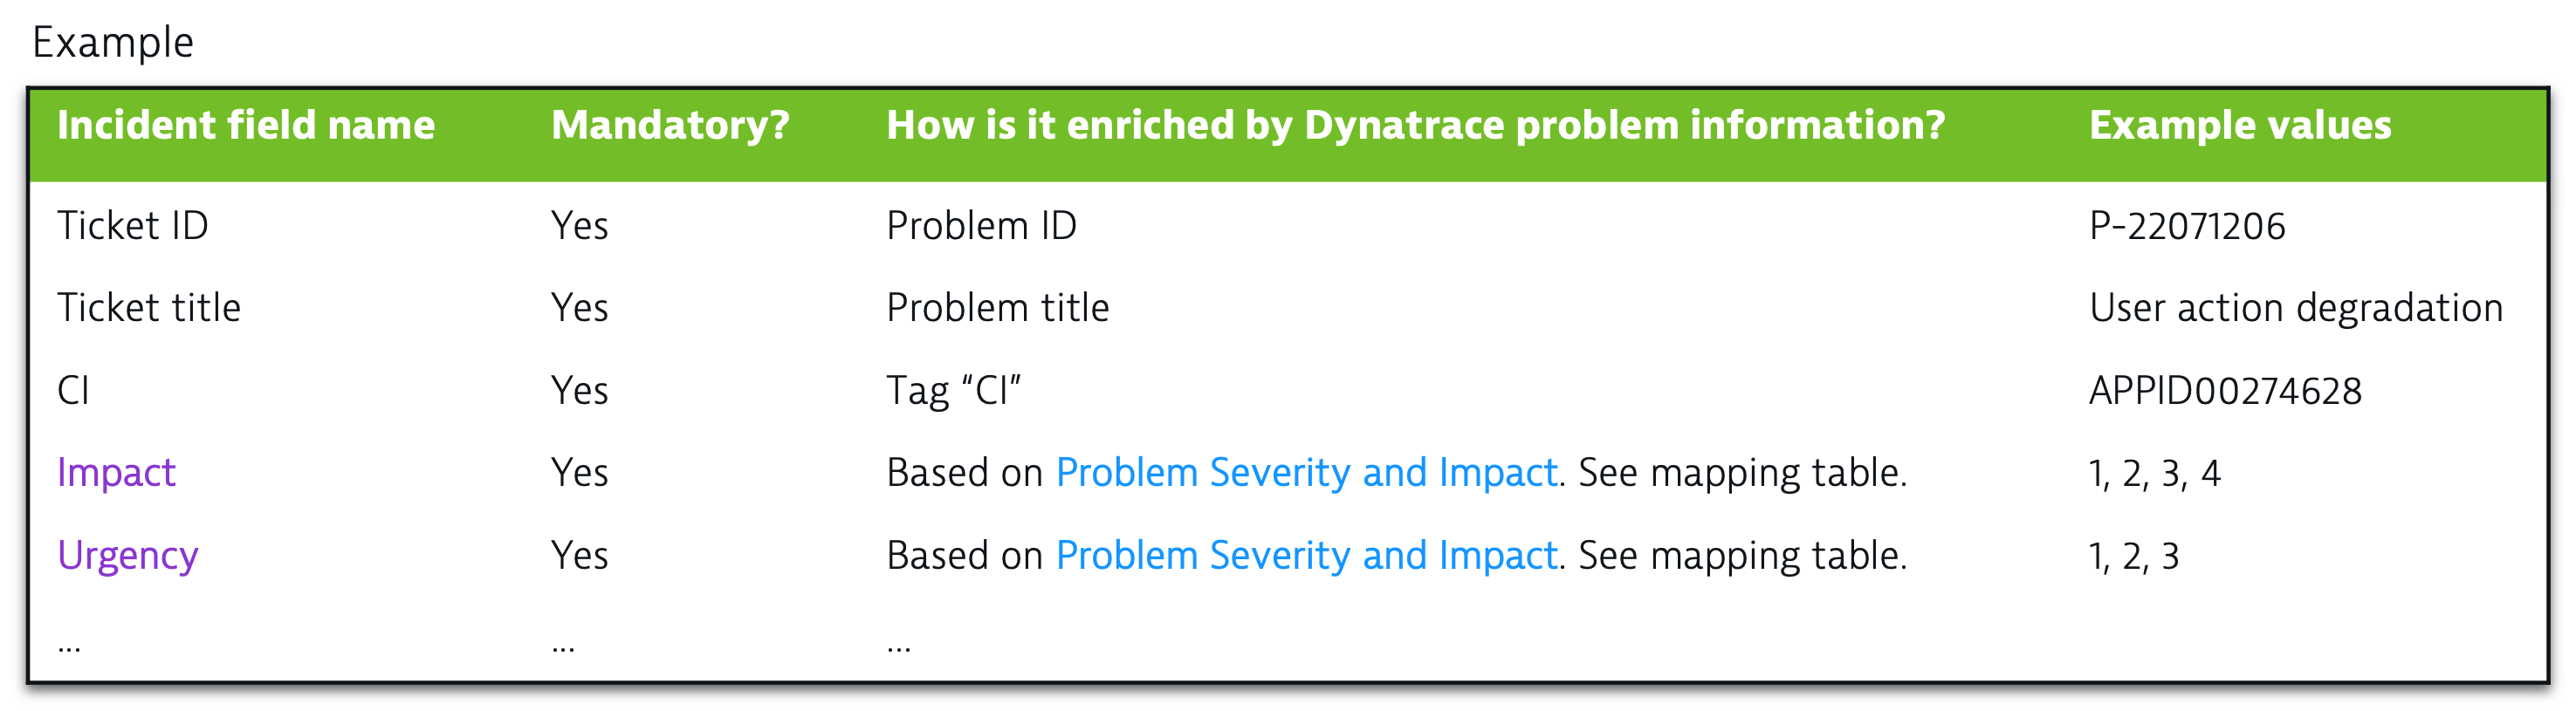 Example
Incident field name Mandatory? How is it enriched by Dynatrace problem information? Example values
Ticket ID Yes Problem ID P-22071206
Ticket title Yes Problem title User action degradation
CI Yes Tag “CI” APPID00274628
Impact Yes Based on Problem Severity and Impact. See mapping table. 1, 2, 3, 4
Urgency Yes Based on Problem Severity and Impact. See mapping table. 1, 2, 3
... ... ...